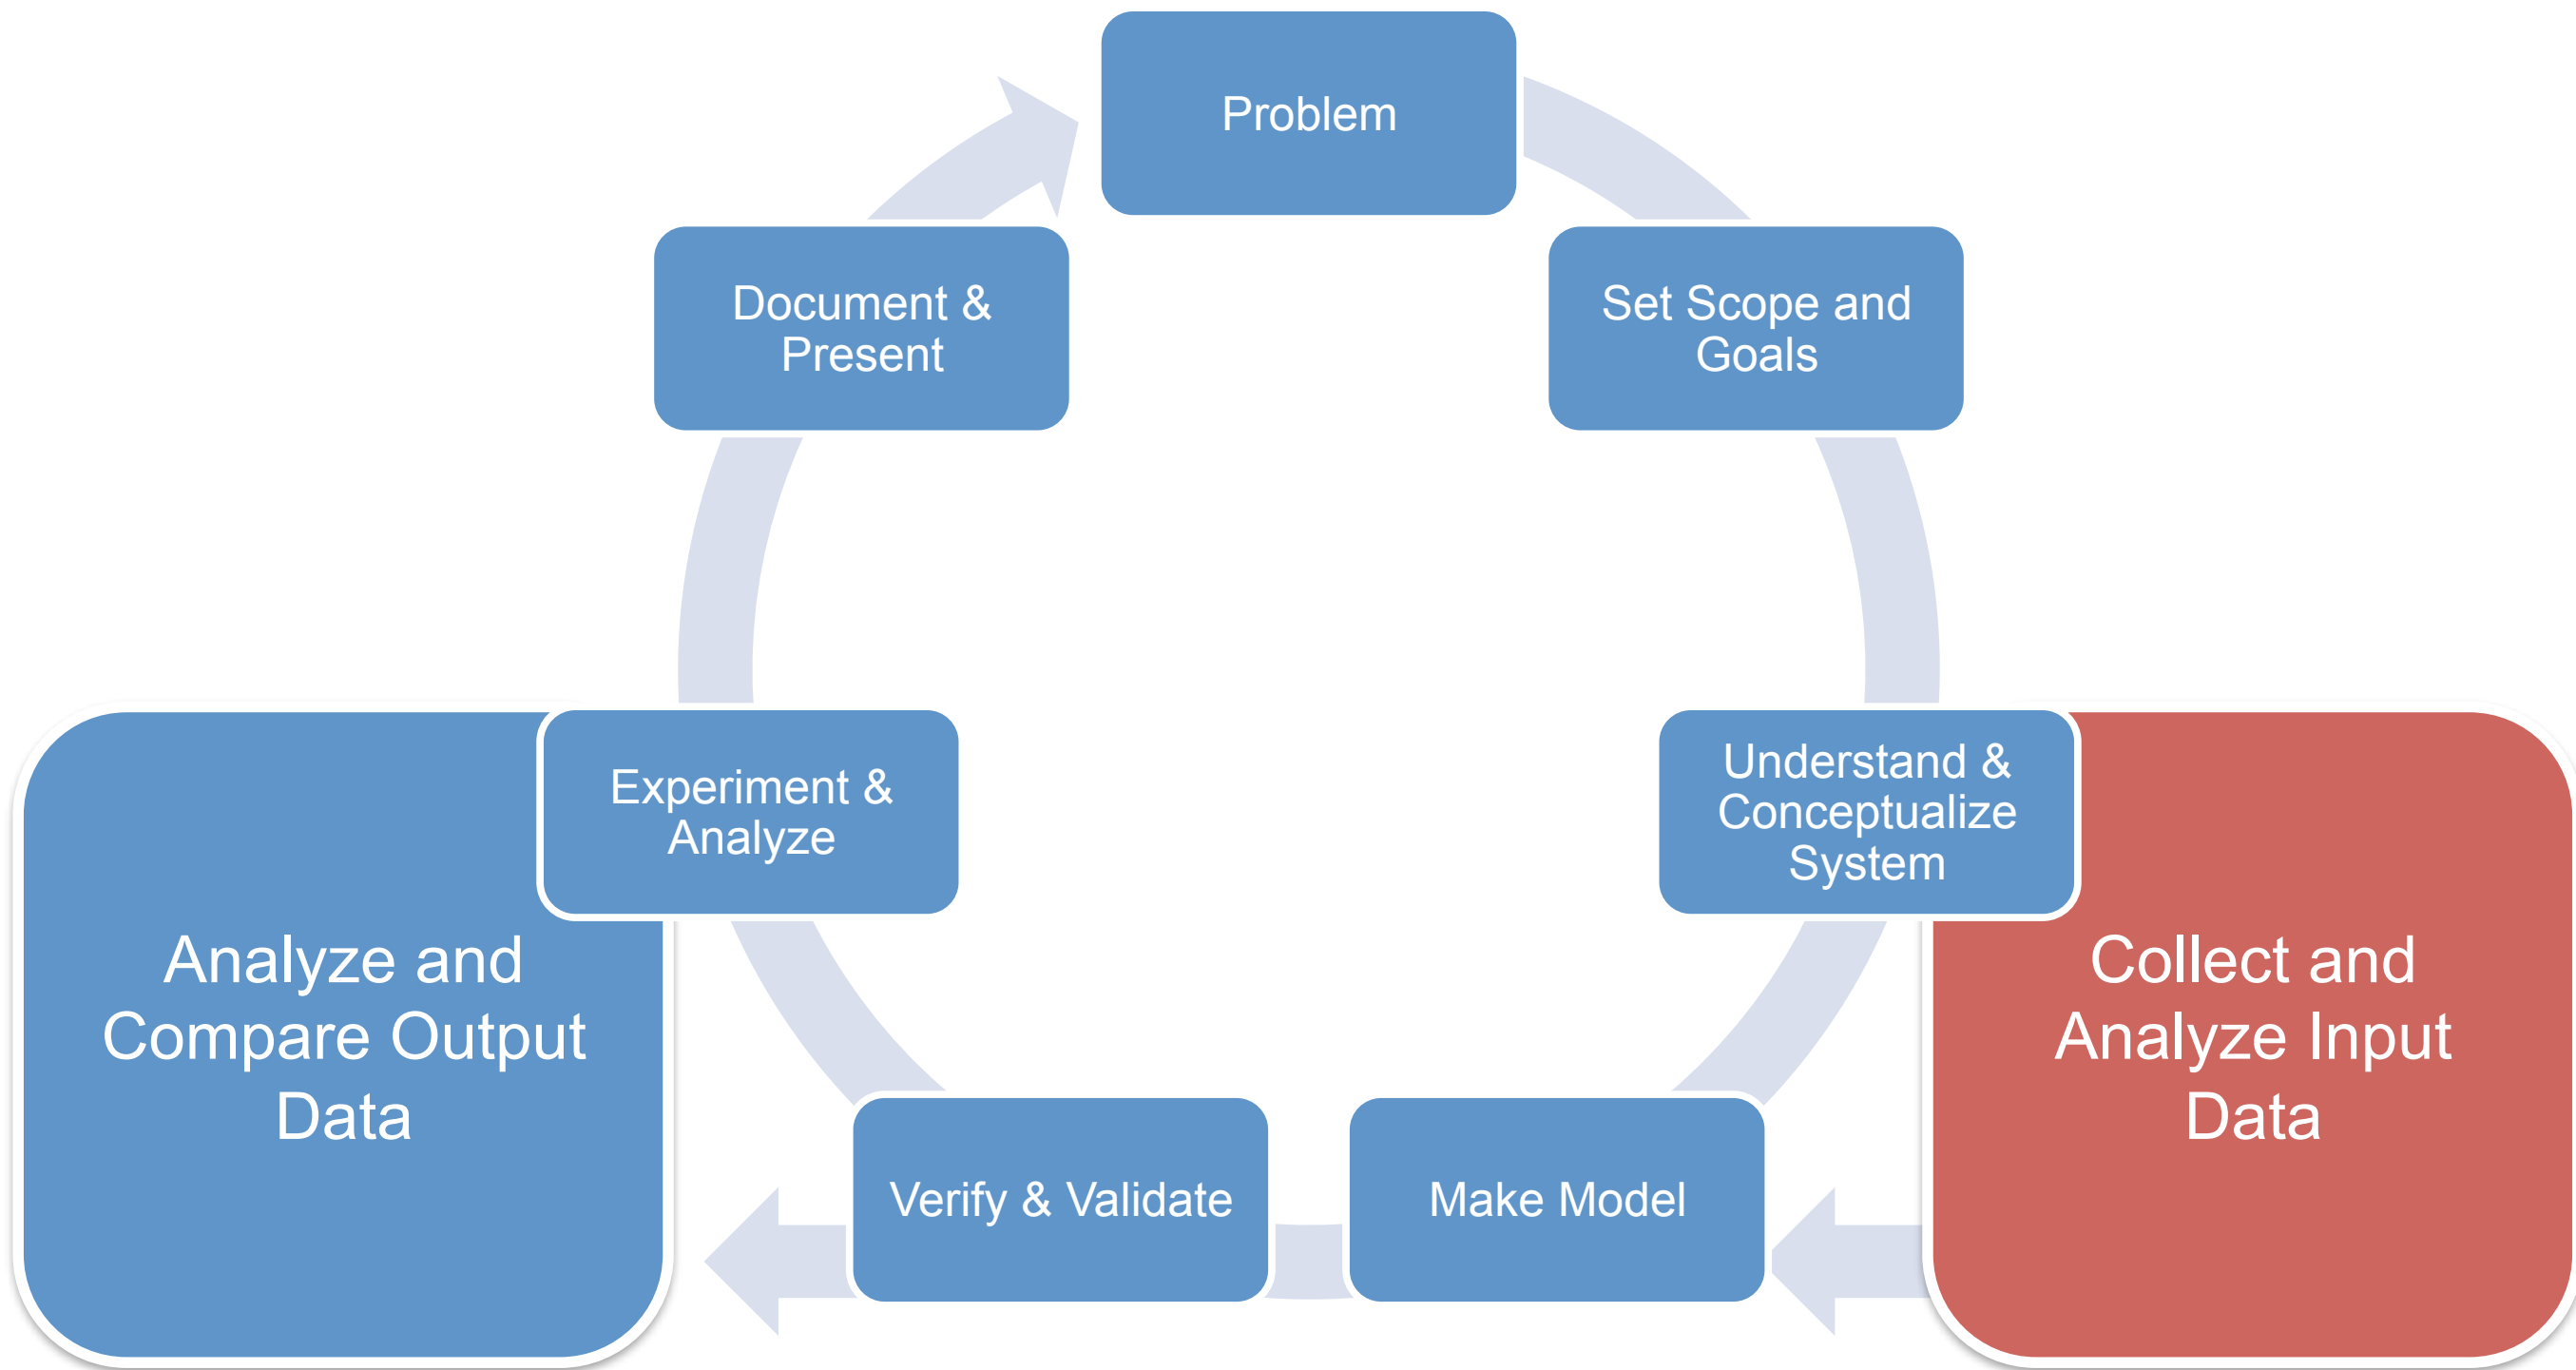 Problem
Set Scope and
Goals
Understand &
Conceptualize
System
Collect and
Analyze Input
Data
Make Model
Verify & Validate
Analyze and
Compare Output
Data
Experiment &
Analyze
Document &
Present